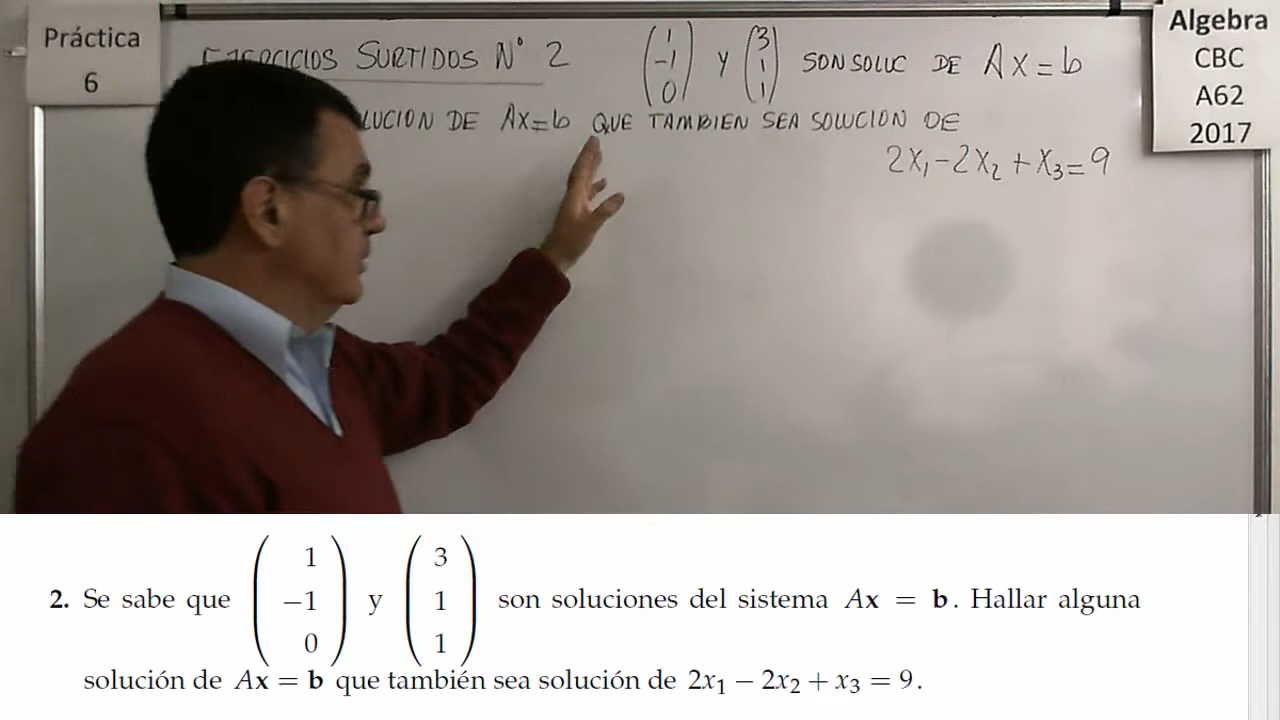 Práctica
6
EJERCICIOS SURTIDOS Nº 2
( 1 -1 0 ) Y ( 3 1 1 ) SON SOLUC DE Ax=b
LUCION DE Ax=b QUE TAMBIEN SEA SOLUCION DE
2x₁-2x₂+x₃=9
Algebra
CBC
A62
2017
2. Se sabe que ( 1 −1 0 ) y ( 3 1 1 ) son soluciones del sistema Ax = b. Hallar alguna
solución de Ax = b que también sea solución de 2x₁ − 2x₂ + x₃ = 9.